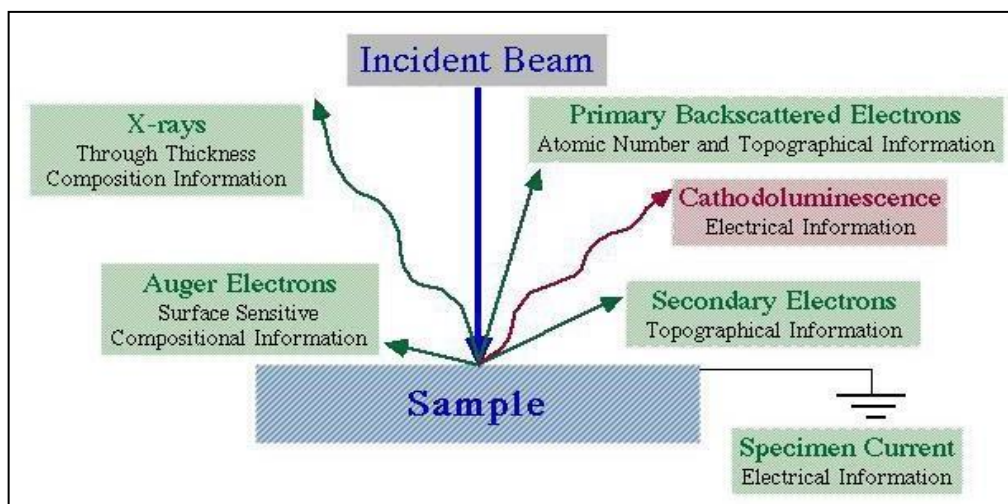 Incident Beam
X-rays
Through Thickness
Composition Information
Primary Backscattered Electrons
Atomic Number and Topographical Information
Cathodoluminescence
Electrical Information
Auger Electrons
Surface Sensitive
Compositional Information
Secondary Electrons
Topographical Information
Sample
Specimen Current
Electrical Information